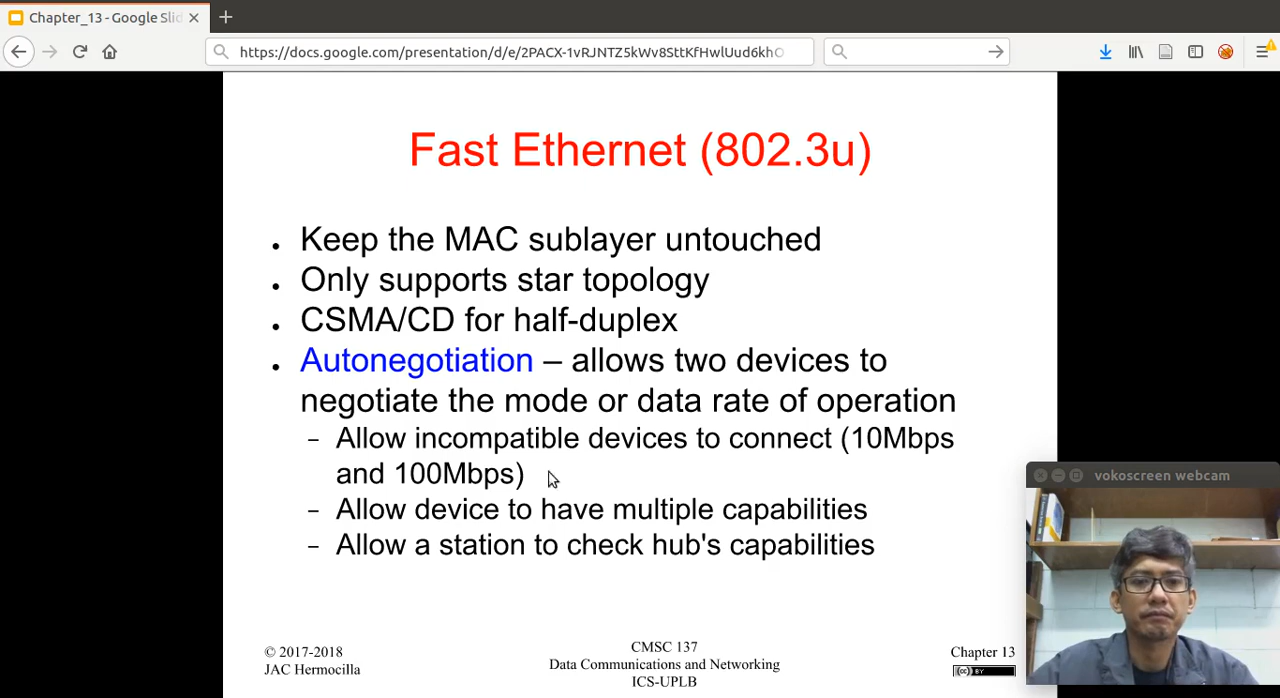 Chapter_13 - Google Slid
https://docs.google.com/presentation/d/e/2PACX-1vRJNTZ5kWv8SttKfHwlUud6khO
Fast Ethernet (802.3u)
• Keep the MAC sublayer untouched
• Only supports star topology
• CSMA/CD for half-duplex
• Autonegotiation – allows two devices to
negotiate the mode or data rate of operation
– Allow incompatible devices to connect (10Mbps
and 100Mbps)
– Allow device to have multiple capabilities
– Allow a station to check hub's capabilities
vokoscreen webcam
© 2017-2018
JAC Hermocilla
CMSC 137
Data Communications and Networking
ICS-UPLB
Chapter 13
(cc) BY